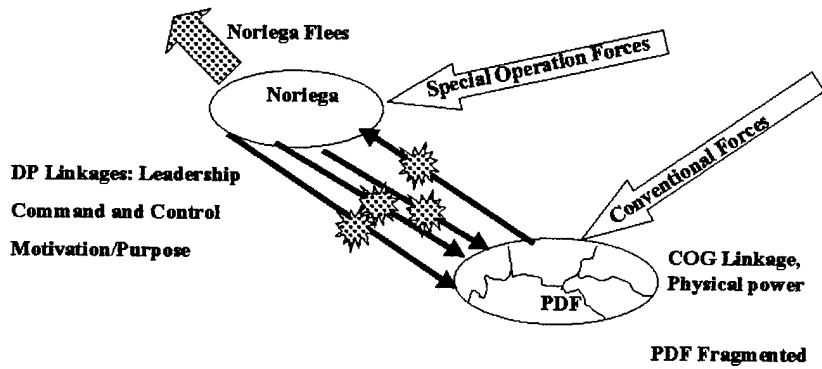 Noriega Flees
Special Operation Forces
Noriega
Conventional Forces
DP Linkages: Leadership
Command and Control
Motivation/Purpose
COG Linkage,
Physical power
PDF
PDF Fragmented